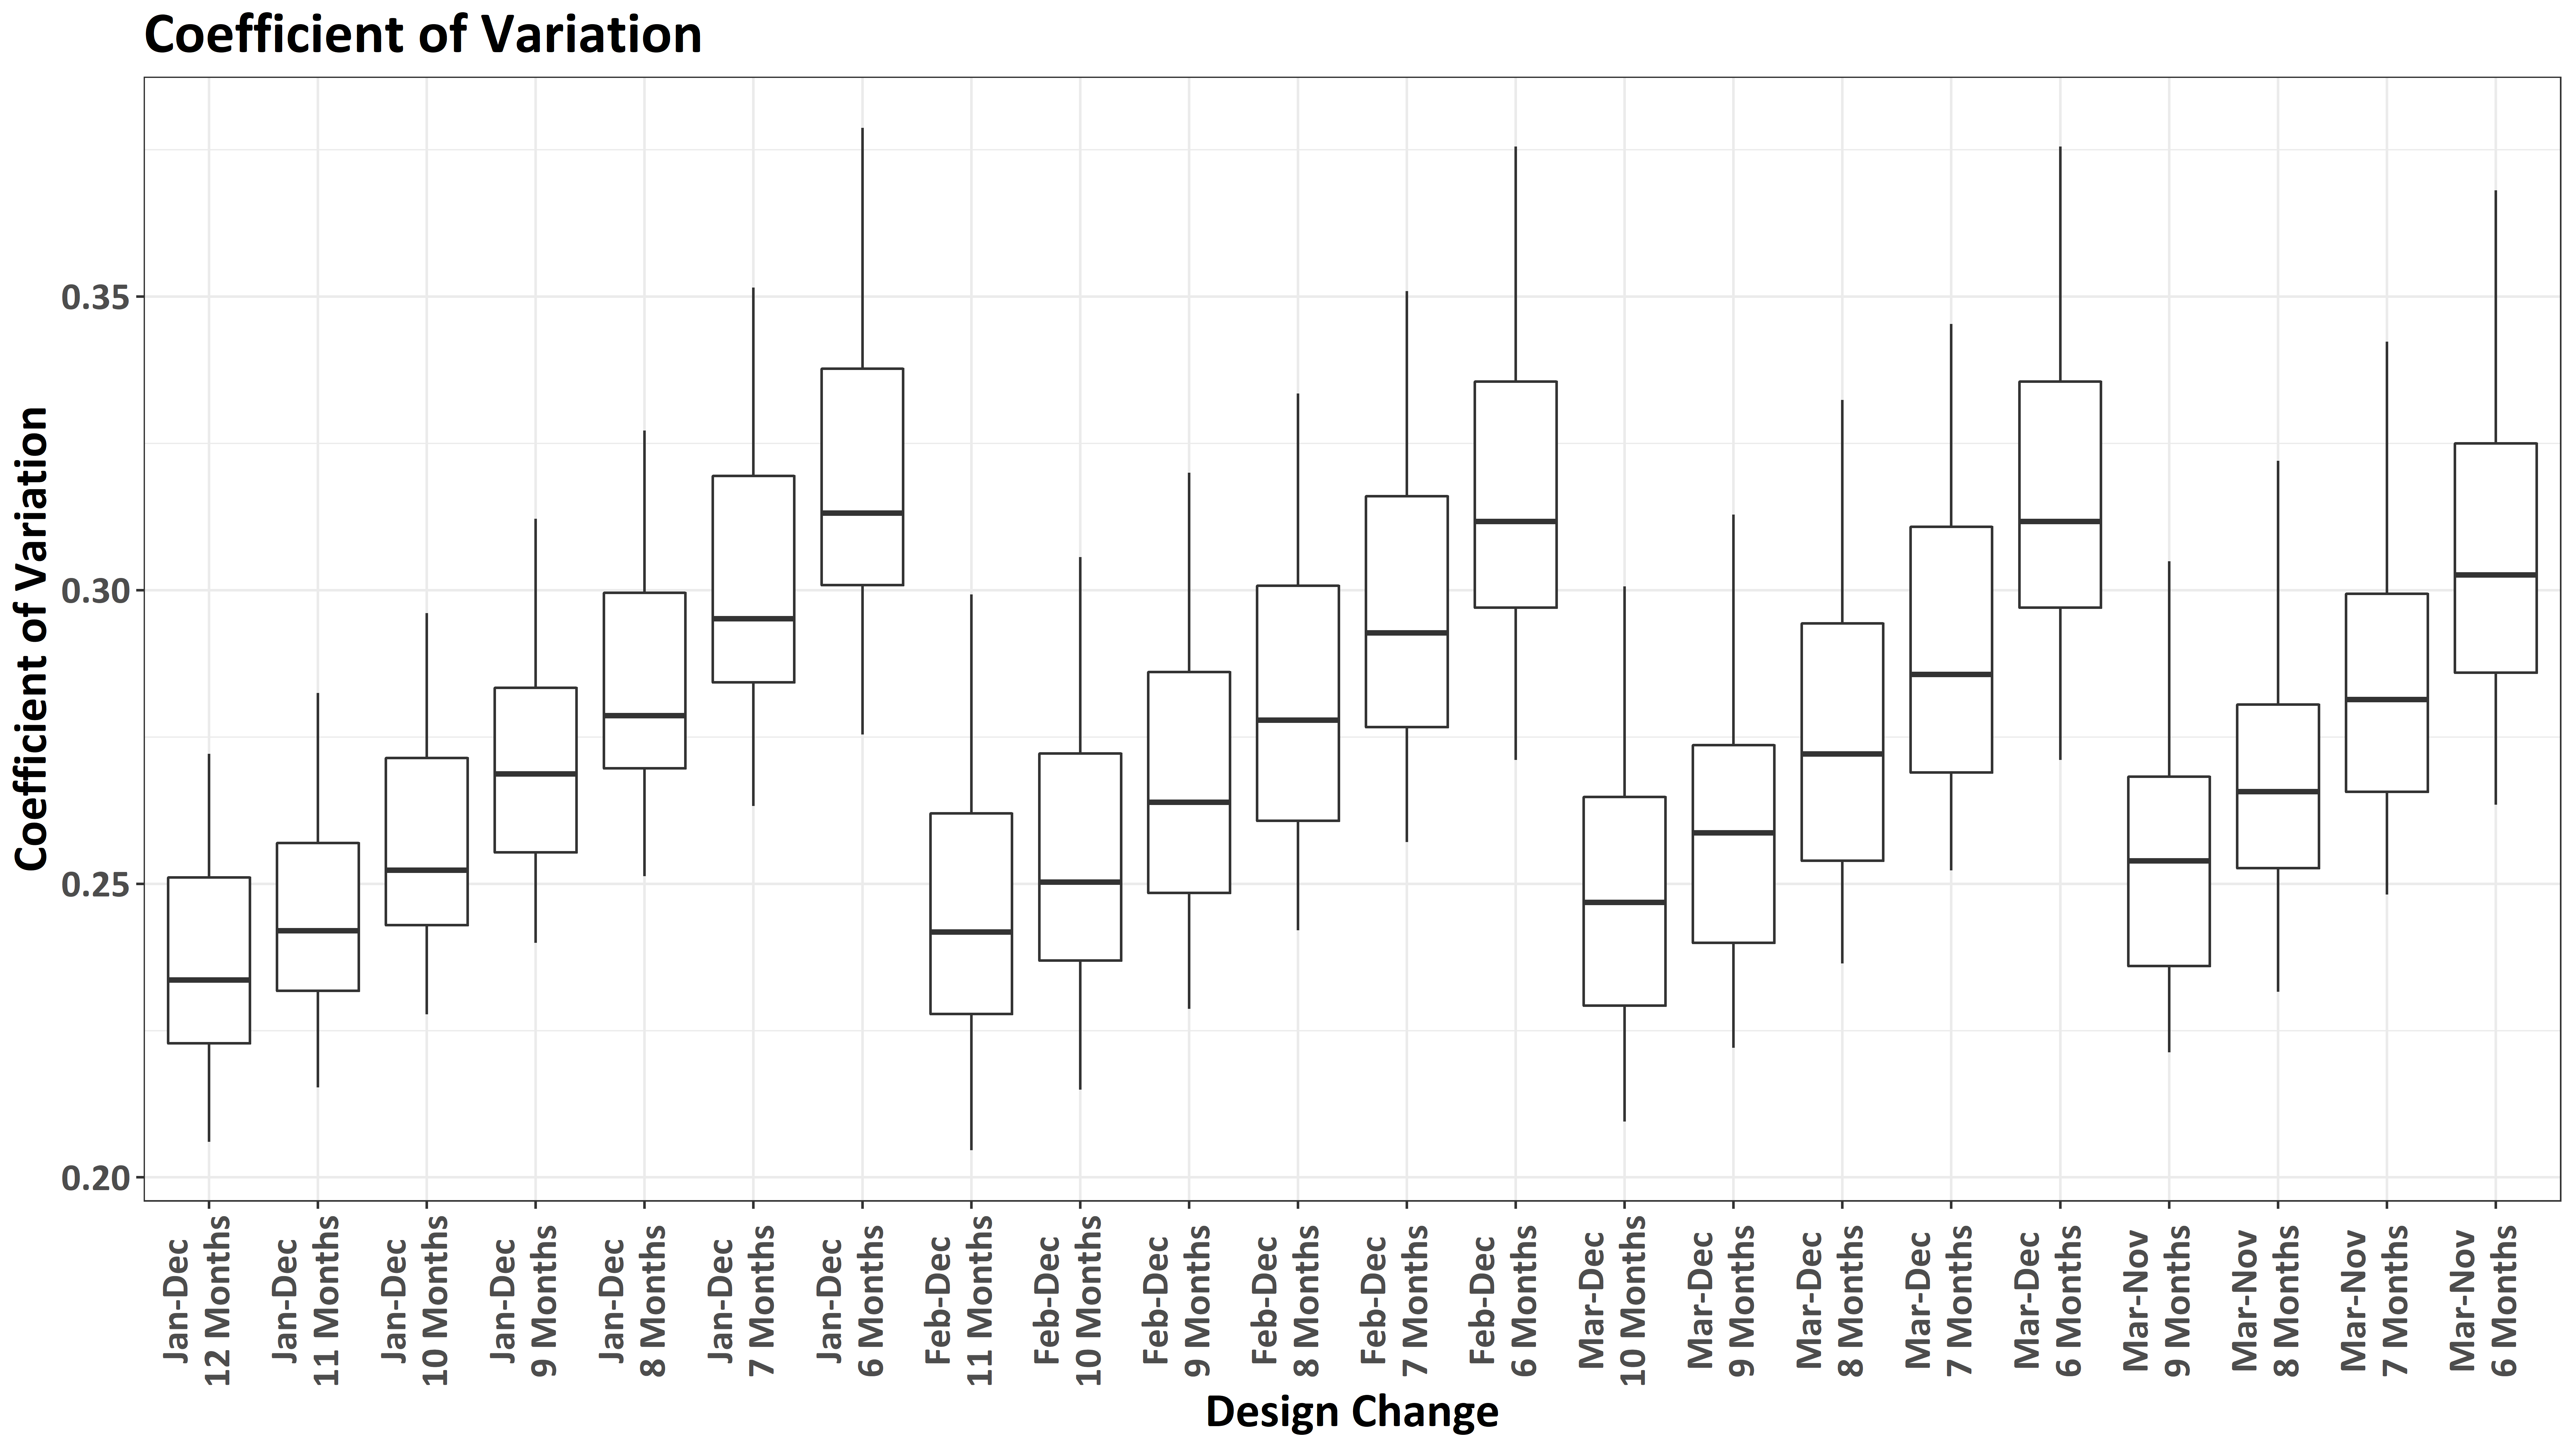 Coefficient of Variation
Coefficient of Variation
0.35
0.30
0.25
0.20
Jan-Dec
12 Months
Jan-Dec
11 Months
Jan-Dec
10 Months
Jan-Dec
9 Months
Jan-Dec
8 Months
Jan-Dec
7 Months
Jan-Dec
6 Months
Feb-Dec
11 Months
Feb-Dec
10 Months
Feb-Dec
9 Months
Feb-Dec
8 Months
Feb-Dec
7 Months
Feb-Dec
6 Months
Mar-Dec
10 Months
Mar-Dec
9 Months
Mar-Dec
8 Months
Mar-Dec
7 Months
Mar-Dec
6 Months
Mar-Nov
9 Months
Mar-Nov
8 Months
Mar-Nov
7 Months
Mar-Nov
6 Months
Design Change